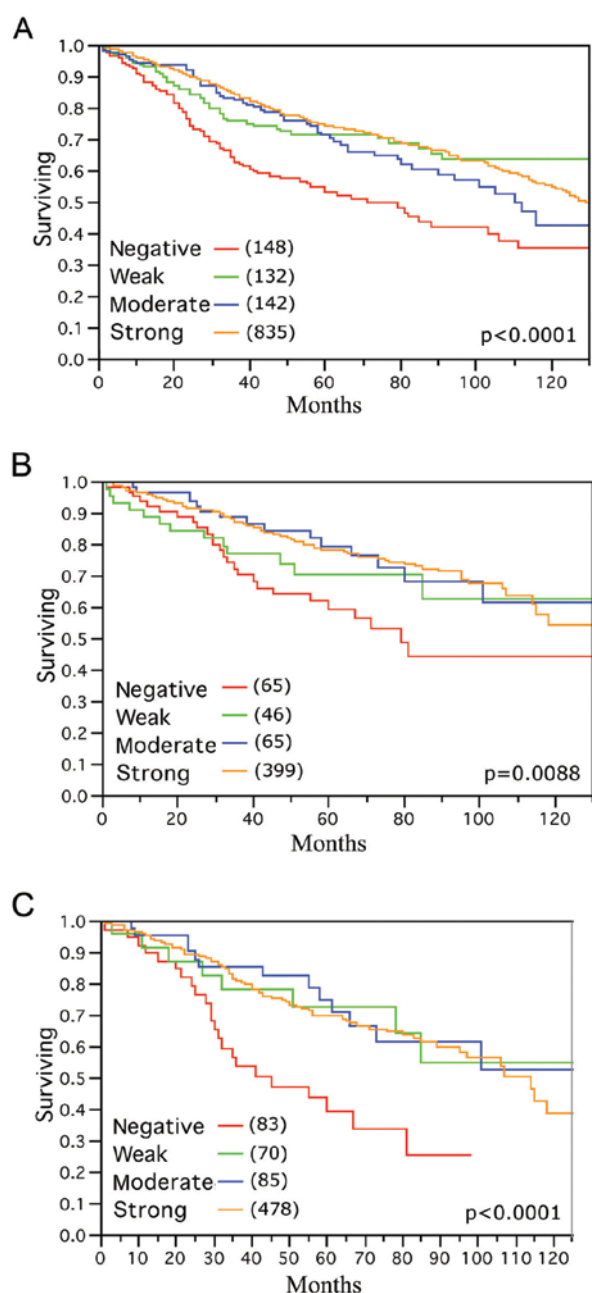 A
1.0
0.9
0.8
0.7
0.6
0.5
0.4
0.3
0.2
0.1
0.0
Surviving
Negative (148)
Weak (132)
Moderate (142)
Strong (835)
p<0.0001
0 20 40 60 80 100 120
Months
B
1.0
0.9
0.8
0.7
0.6
0.5
0.4
0.3
0.2
0.1
0.0
Surviving
Negative (65)
Weak (46)
Moderate (65)
Strong (399)
p=0.0088
0 20 40 60 80 100 120
Months
C
1.0
0.9
0.8
0.7
0.6
0.5
0.4
0.3
0.2
0.1
0.0
Surviving
Negative (83)
Weak (70)
Moderate (85)
Strong (478)
p<0.0001
0 10 20 30 40 50 60 70 80 90 100 110 120
Months